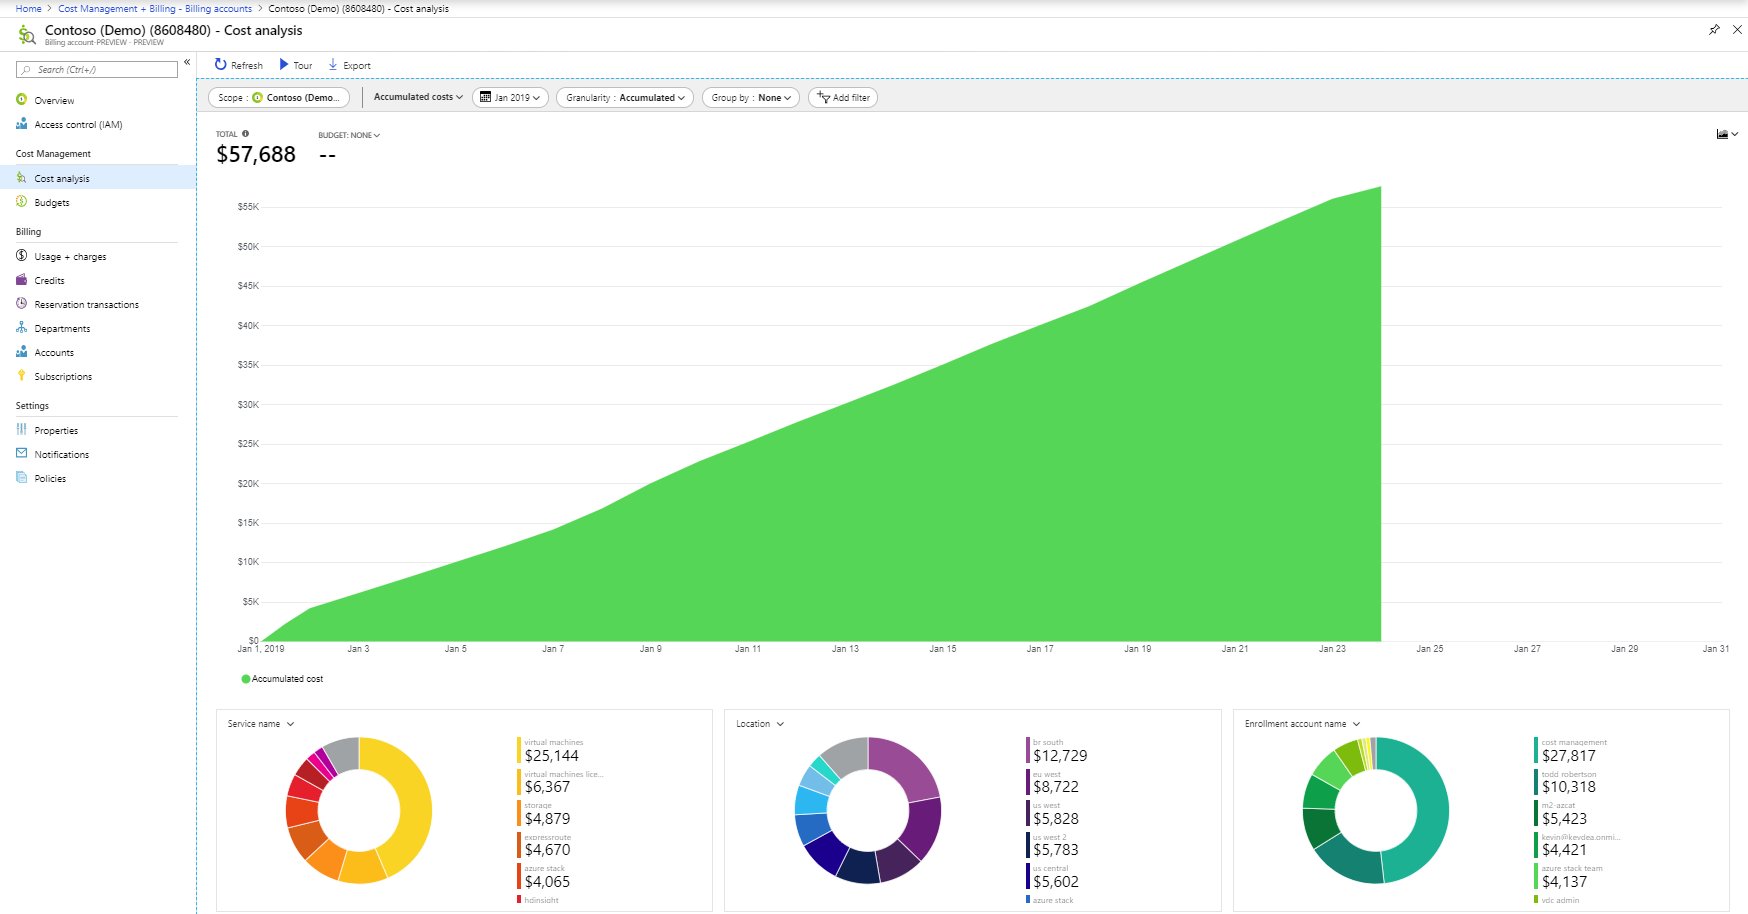 Home > Cost Management + Billing - Billing accounts > Contoso (Demo) (8608480) - Cost analysis
Contoso (Demo) (8608480) - Cost analysis
Billing account-PREVIEW - PREVIEW
Search (Ctrl+/)
«
Overview
Access control (IAM)
Cost Management
Cost analysis
Budgets
Billing
Usage + charges
Credits
Reservation transactions
Departments
Accounts
Subscriptions
Settings
Properties
Notifications
Policies
Refresh Tour Export
Scope : Contoso (Demo... Accumulated costs Jan 2019 Granularity : Accumulated Group by : None Add filter
TOTAL BUDGET: NONE
$57,688 --
$55K
$50K
$45K
$40K
$35K
$30K
$25K
$20K
$15K
$10K
$5K
$0
Jan 1, 2019 Jan 3 Jan 5 Jan 7 Jan 9 Jan 11 Jan 13 Jan 15 Jan 17 Jan 19 Jan 21 Jan 23 Jan 25 Jan 27 Jan 29 Jan 31
Accumulated cost
Service name
virtual machines
$25,144
virtual machines lice...
$6,367
storage
$4,879
expressroute
$4,670
azure stack
$4,065
hdinsight
Location
br south
$12,729
eu west
$8,722
us west
$5,828
us west 2
$5,783
us central
$5,602
azure stack
Enrollment account name
cost management
$27,817
todd robertson
$10,318
m2-azcat
$5,423
kevin@kevdea.onmi...
$4,421
azure stack team
$4,137
vdc admin